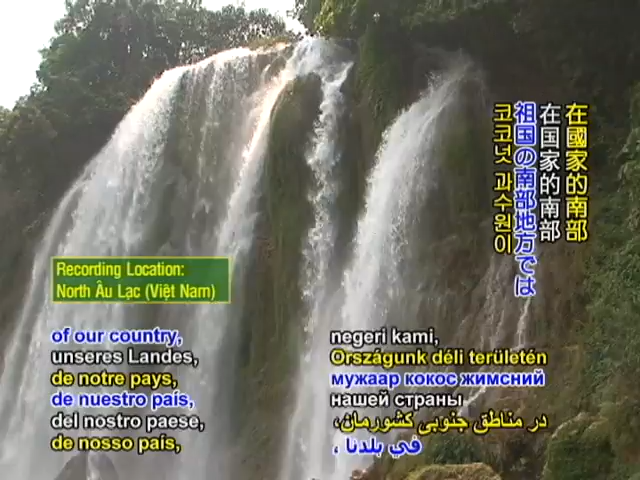 在國家的南部
在国家的南部
祖国の南部地方では
코코넛 과수원이
Recording Location:
North Âu Lạc (Việt Nam)
of our country,
unseres Landes,
de notre pays,
de nuestro país,
del nostro paese,
de nosso país,
negeri kami,
Országunk déli területén
мужаар кокос жимсний
нашей страны
در مناطق جنوبي کشورمان،
في بلدنا ،